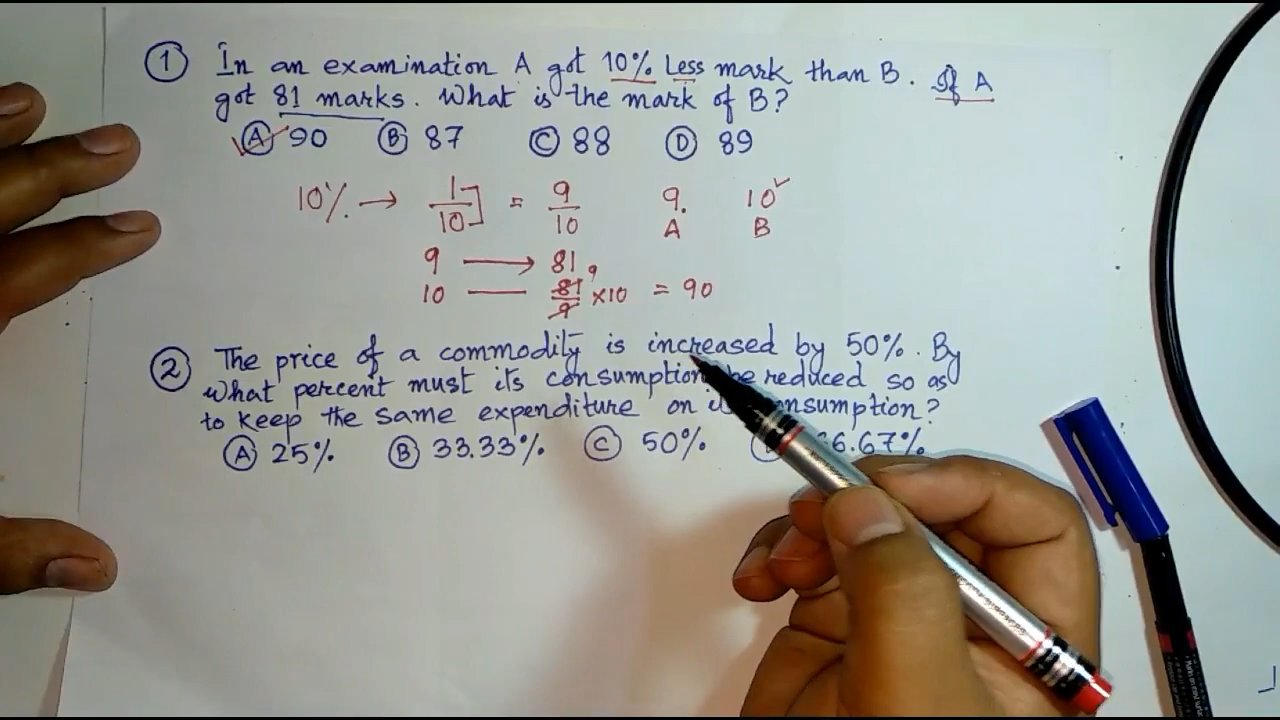 ① In an examination A got 10% Less mark than B. If A
got 81 marks. What is the mark of B?
Ⓐ 90 Ⓑ 87 Ⓒ 88 Ⓓ 89
10% → 1/10 = 9/10 9 10
A B
9 → 81
10 — 81/9 9 ×10 = 90
② The price of a commodity is increased by 50%. By
what percent must its consumption be reduced so as
to keep the same expenditure on consumption?
Ⓐ 25% Ⓑ 33.33% Ⓒ 50% 6.67%